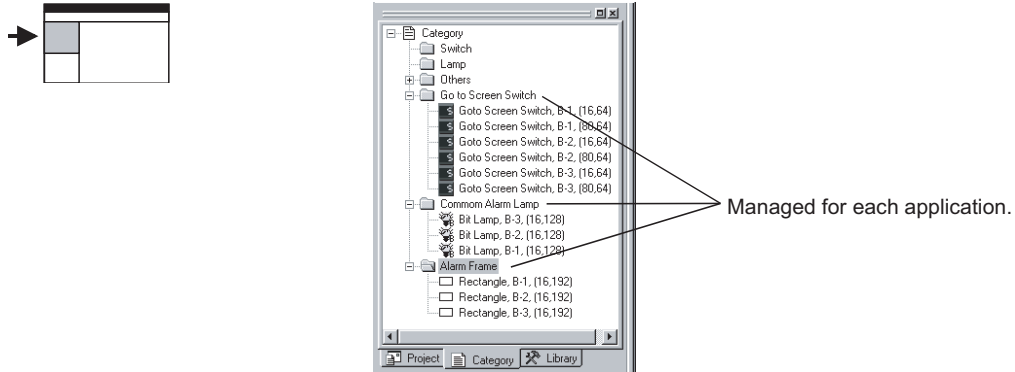 Category
Switch
Lamp
Others
Go to Screen Switch
Goto Screen Switch, B-1, (16,64)
Goto Screen Switch, B-1, (80,64)
Goto Screen Switch, B-2, (16,64)
Goto Screen Switch, B-2, (80,64)
Goto Screen Switch, B-3, (16,64)
Goto Screen Switch, B-3, (80,64)
Commom Alarm Lamp
Bit Lamp, B-3, (16,128)
Bit Lamp, B-2, (16,128)
Bit Lamp, B-1, (16,128)
Alarm Frame
Rectangle, B-1, (16,192)
Rectangle, B-2, (16,192)
Rectangle, B-3, (16,192)
Project Category Library
Managed for each application.